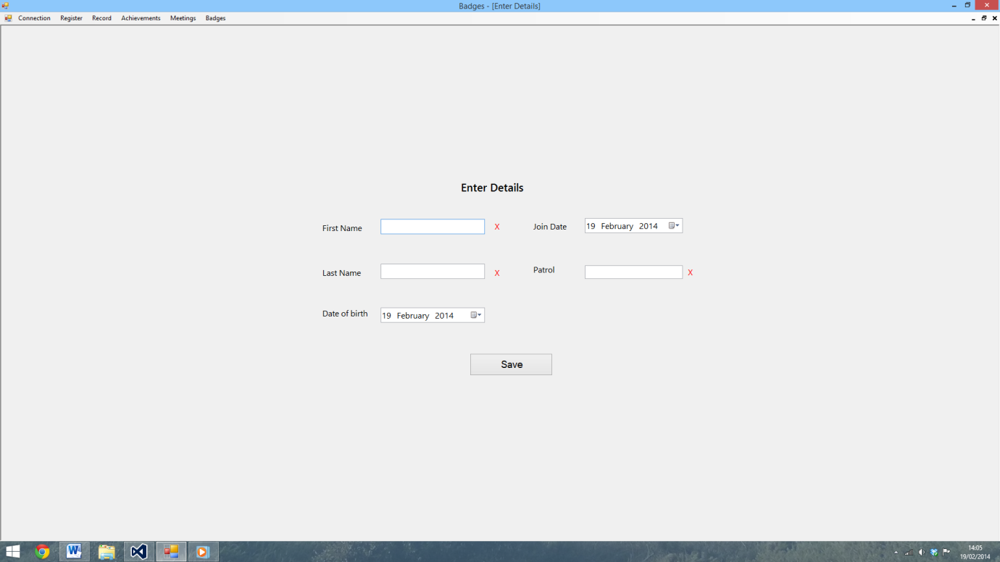 Badges - [Enter Details]
Connection Register Record Achievements Meetings Badges
Enter Details
First Name X Join Date 19 February 2014
Last Name X Patrol X
Date of birth 19 February 2014
Save
14:05
19/02/2014